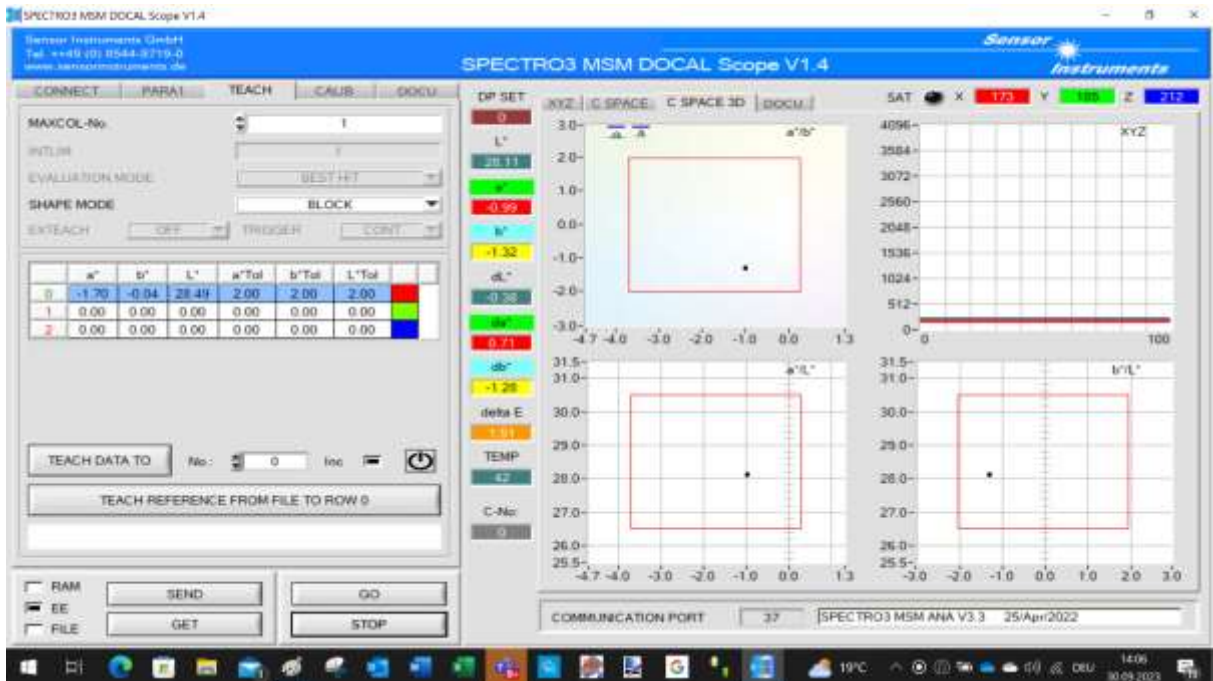 SPECTRO3 MSM DOCAL Scope V1.4
Sensor Instruments GmbH
Tel. ++49 (0) 8544-9719-0
www.sensorinstruments.de
SPECTRO3 MSM DOCAL Scope V1.4
Sensor
Instruments
CONNECT PARA1 TEACH CALIB DOCU
MAXCOL-No. 1
INTLIM
EVALUATION MODE BEST HIT
SHAPE MODE BLOCK
EXTEACH OFF TRIGGER CONT.
a* b* L* a*Tol b*Tol L*Tol
0 -1.70 -0.04 28.49 2.00 2.00 2.00
1 0.00 0.00 0.00 0.00 0.00 0.00
2 0.00 0.00 0.00 0.00 0.00 0.00
TEACH DATA TO No.: 0 Inc
TEACH REFERENCE FROM FILE TO ROW 0
RAM
EE
FILE
SEND
GET
GO
STOP
DP SET
0
L*
28.11
a*
-0.99
b*
-1.32
dL*
-0.38
da*
0.71
db*
-1.28
delta E
TEMP
42
C-No:
0
XYZ C SPACE C SPACE 3D DOCU
SAT X 173 Y 185 Z 212
a*/b*
3.0
2.0
1.0
0.0
-1.0
-2.0
-3.0
-4.7 -4.0 -3.0 -2.0 -1.0 0.0 1.3
XYZ
4096
3584
3072
2560
2048
1536
1024
512
0
0 100
a*/L*
31.5
31.0
30.0
29.0
28.0
27.0
26.0
25.5
-4.7 -4.0 -3.0 -2.0 -1.0 0.0 1.3
b*/L*
31.5
31.0
30.0
29.0
28.0
27.0
26.0
25.5
-3.0 -2.0 -1.0 0.0 1.0 2.0 3.0
COMMUNICATION PORT 37 SPECTRO3 MSM ANA V3.3 25/Apr/2022
19°C DEU 14:06
30.09.2023